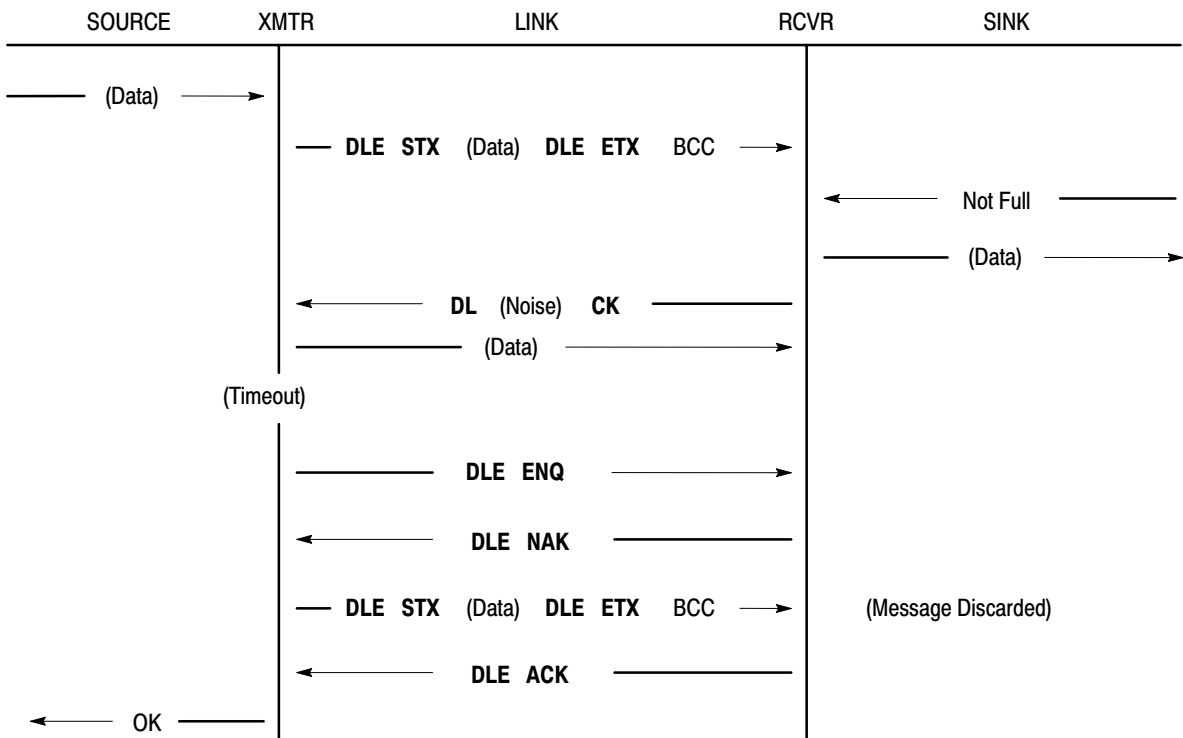 SOURCE XMTR LINK RCVR SINK
(Data)
DLE STX (Data) DLE ETX BCC
Not Full
(Data)
DL (Noise) CK
(Data)
(Timeout)
DLE ENQ
DLE NAK
DLE STX (Data) DLE ETX BCC (Message Discarded)
DLE ACK
OK